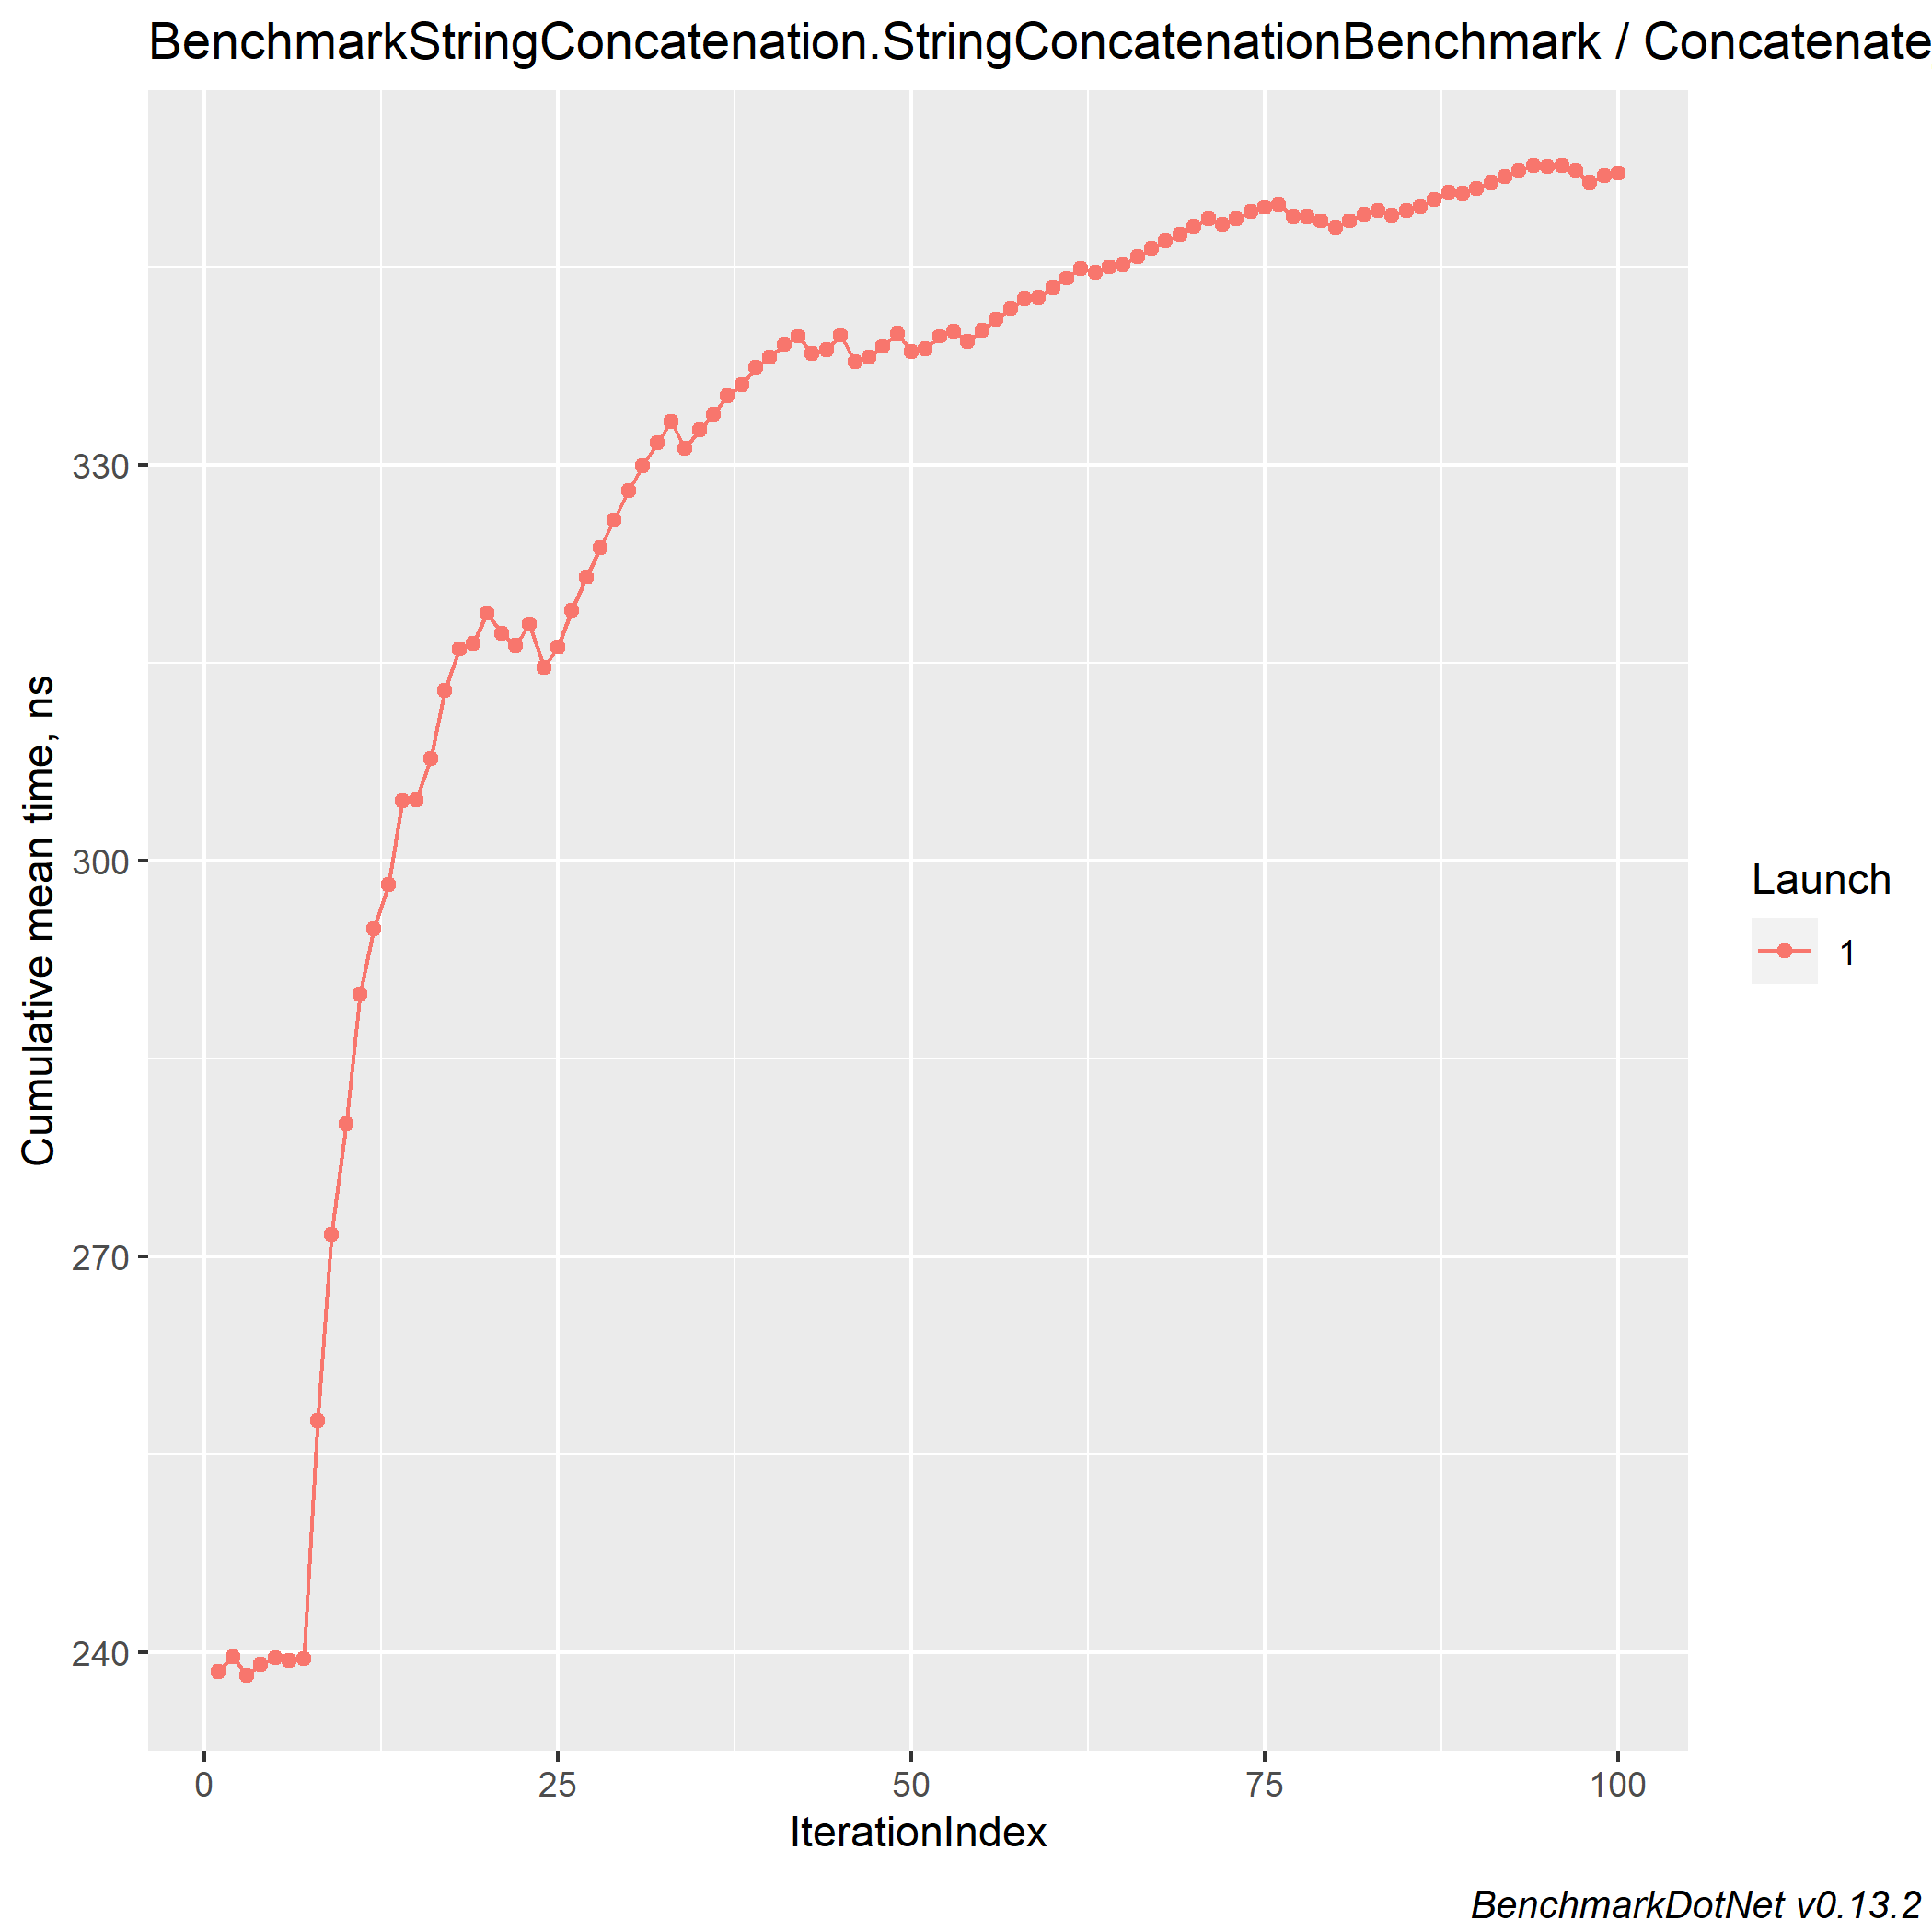 BenchmarkStringConcatenation.StringConcatenationBenchmark / Concatenate
Cumulative mean time, ns
330
300
270
240
0 25 50 75 100
IterationIndex
Launch
1
BenchmarkDotNet v0.13.2